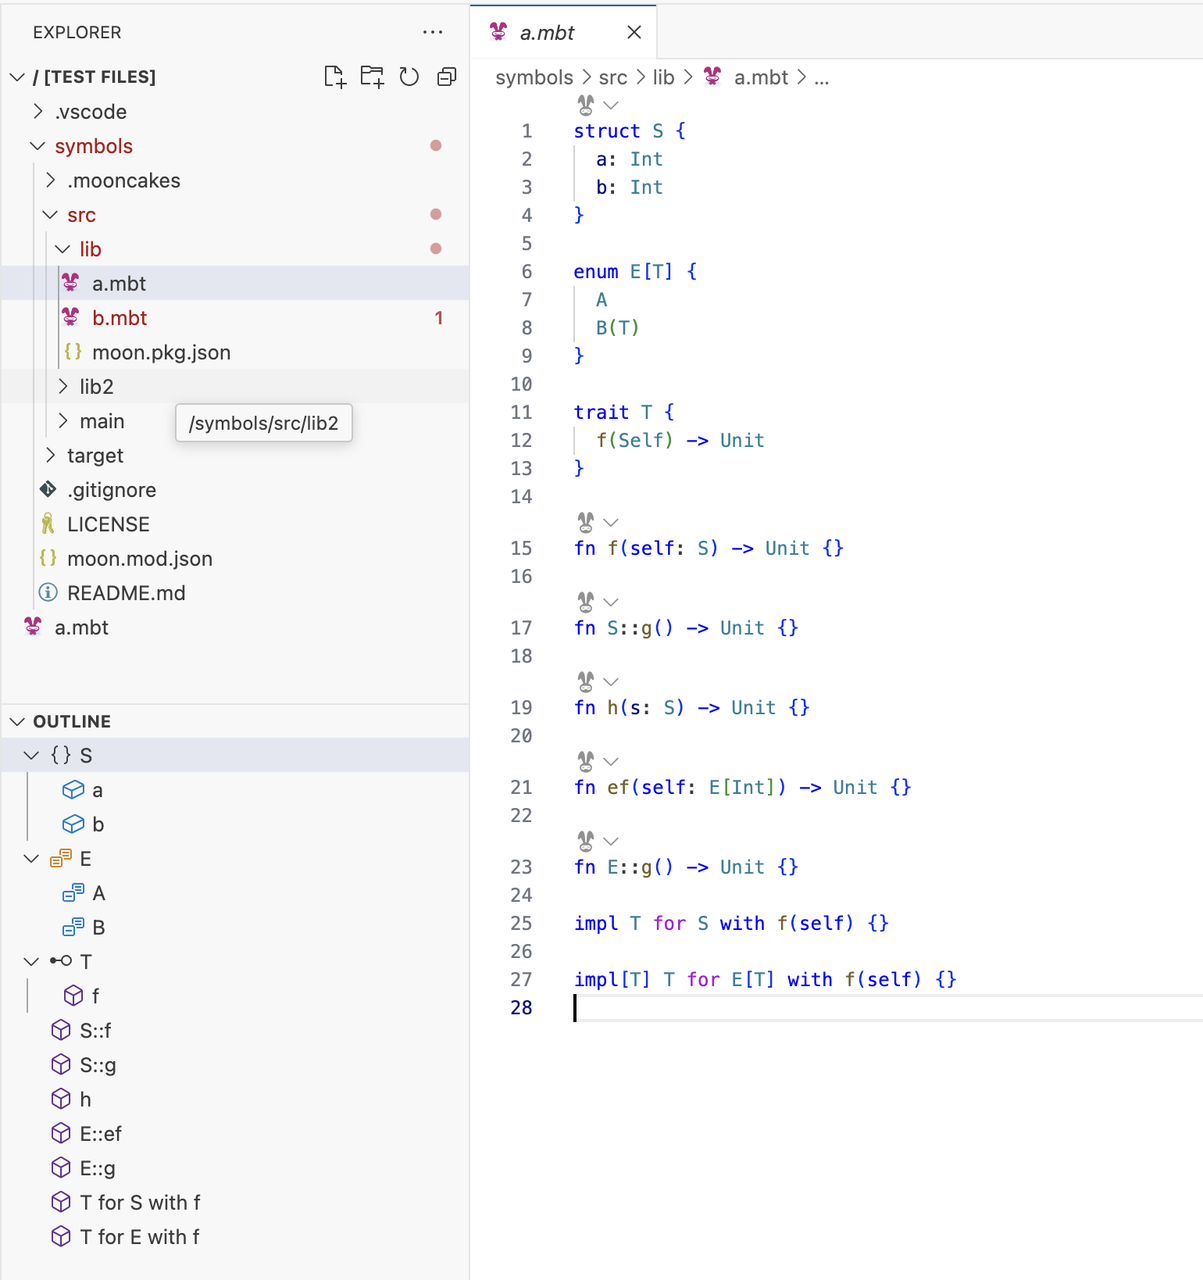 EXPLORER
/ [TEST FILES]
.vscode
symbols
.mooncakes
src
lib
a.mbt
b.mbt 1
moon.pkg.json
lib2
main
/symbols/src/lib2
target
.gitignore
LICENSE
moon.mod.json
README.md
a.mbt
OUTLINE
{} S
a
b
E
A
B
T
f
S::f
S::g
h
E::ef
E::g
T for S with f
T for E with f
a.mbt
symbols > src > lib > a.mbt > ...
1 struct S {
2 a: Int
3 b: Int
4 }
5
6 enum E[T] {
7 A
8 B(T)
9 }
10
11 trait T {
12 f(Self) -> Unit
13 }
14
15 fn f(self: S) -> Unit {}
16
17 fn S::g() -> Unit {}
18
19 fn h(s: S) -> Unit {}
20
21 fn ef(self: E[Int]) -> Unit {}
22
23 fn E::g() -> Unit {}
24
25 impl T for S with f(self) {}
26
27 impl[T] T for E[T] with f(self) {}
28